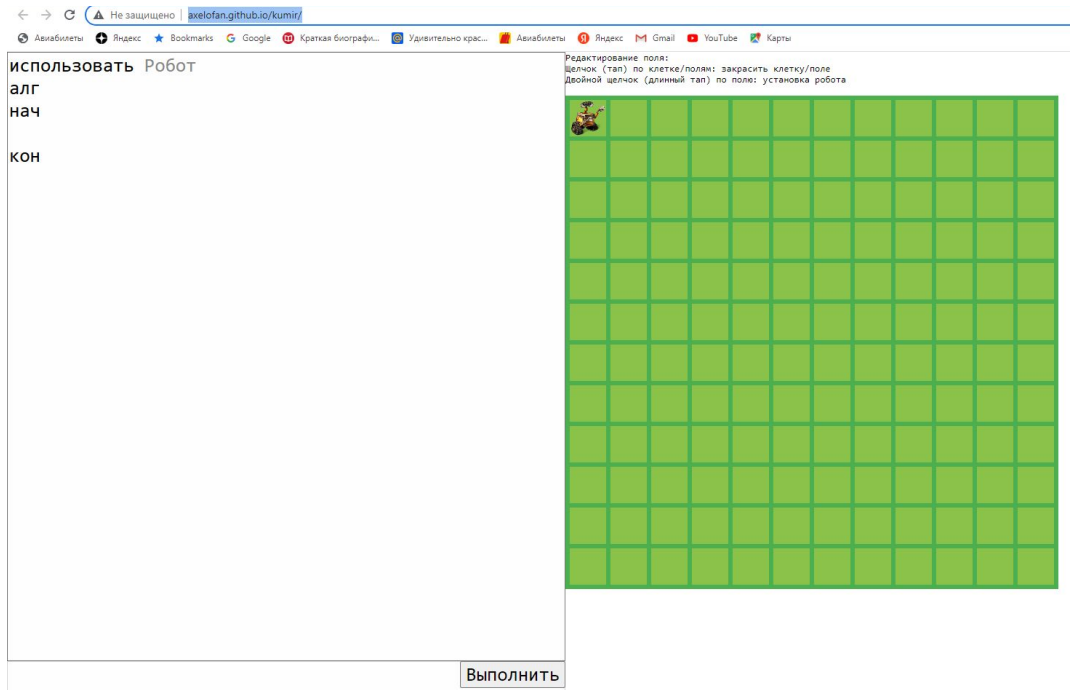 Не защищено axelofan.github.io/kumir/
Авиабилеты Яндекс Bookmarks Google Краткая биографи... Удивительно крас... Авиабилеты Яндекс Gmail YouTube Карты
использовать Робот
алг
нач
кон
Выполнить
Редактирование поля:
Щелчок (тап) по клетке/полям: закрасить клетку/поле
Двойной щелчок (длинный тап) по полю: установка робота